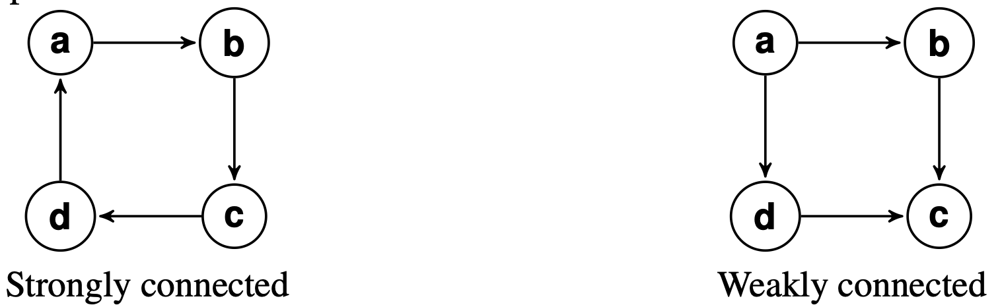 a b a b
d c d c
Strongly connected Weakly connected